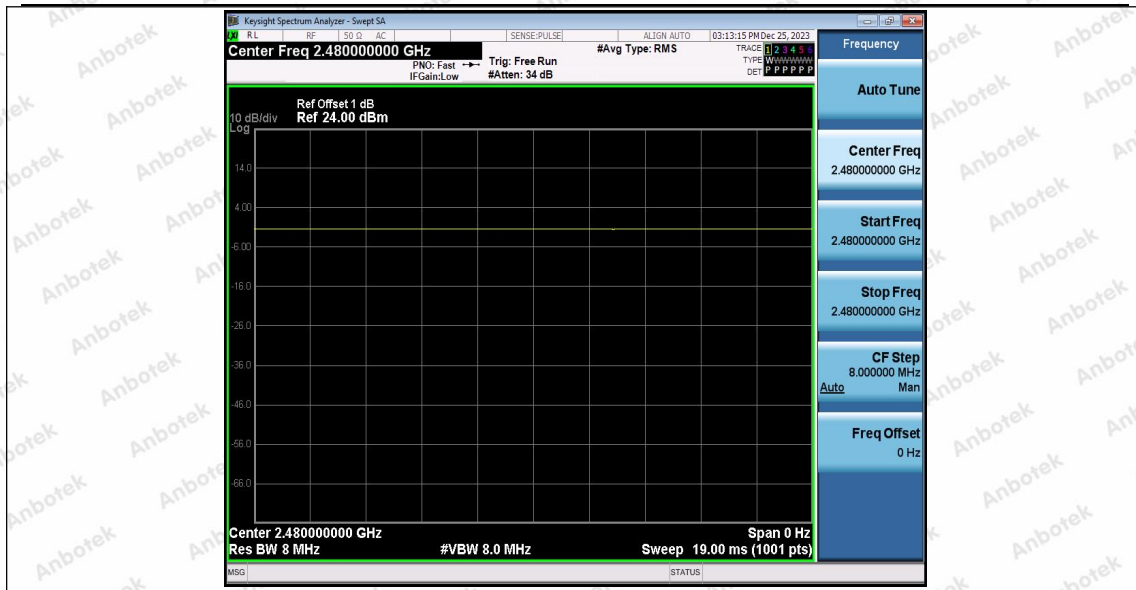 Keysight Spectrum Analyzer - Swept SA
LXI RL RF 50 Ω AC SENSE:PULSE ALIGN AUTO 03:13:15 PM Dec 25, 2023
Center Freq 2.480000000 GHz
#Avg Type: RMS
TRACE 1 2 3 4 5 6
TYPE WWWWWW
DET P P P P P P
PNO: Fast
IFGain:Low
Trig: Free Run
#Atten: 34 dB
Ref Offset 1 dB
10 dB/div Ref 24.00 dBm
Log
14.0
4.00
-6.00
-16.0
-26.0
-36.0
-46.0
-56.0
-66.0
Center 2.480000000 GHz Span 0 Hz
Res BW 8 MHz #VBW 8.0 MHz Sweep 19.00 ms (1001 pts)
MSG STATUS
Frequency
Auto Tune
Center Freq
2.480000000 GHz
Start Freq
2.480000000 GHz
Stop Freq
2.480000000 GHz
CF Step
8.000000 MHz
Auto Man
Freq Offset
0 Hz
Anbotek